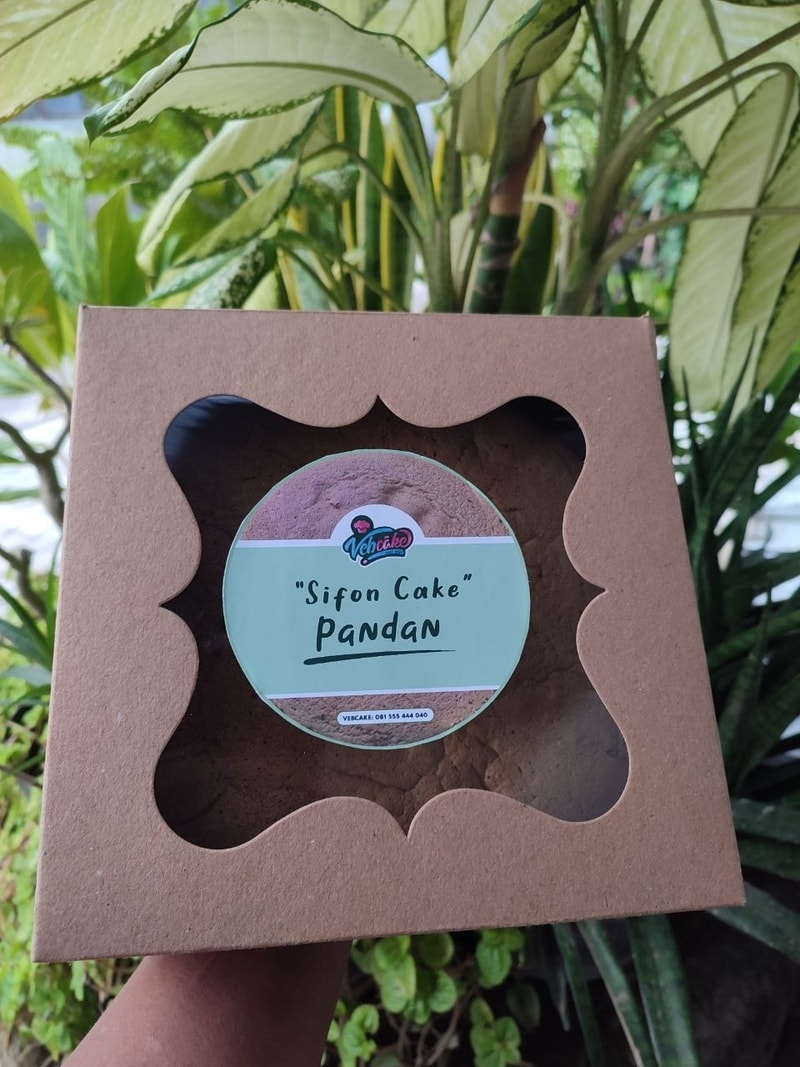 Vebcake
"Sifon Cake"
Pandan
VEBCAKE: 081 555 444 040